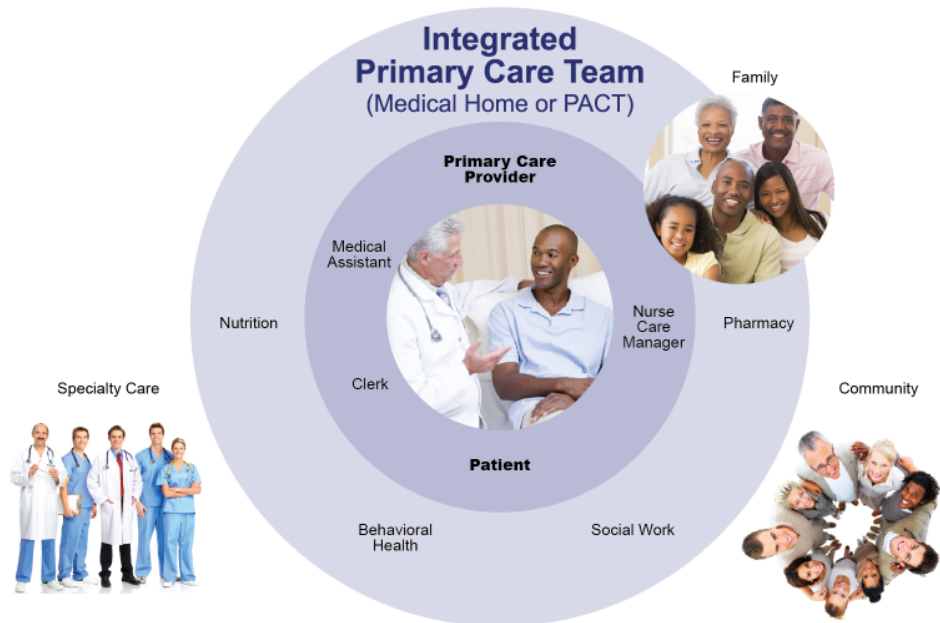 Integrated
Primary Care Team
(Medical Home or PACT)
Family
Primary Care
Provider
Medical
Assistant
Nutrition
Nurse
Care
Manager
Pharmacy
Clerk
Specialty Care
Community
Patient
Behavioral
Health
Social Work